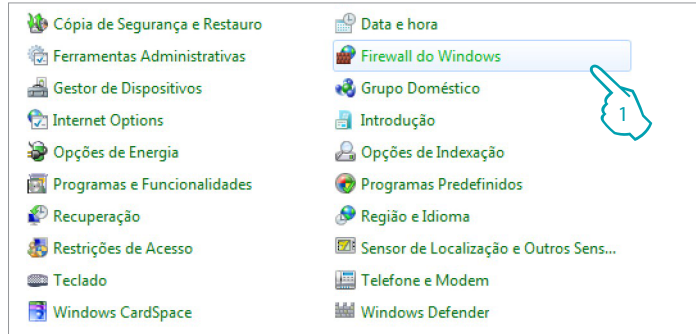 Cópia de Segurança e Restauro
Data e hora
Ferramentas Administrativas
Firewall do Windows
Gestor de Dispositivos
Grupo Doméstico
1
Internet Options
Introdução
Opções de Energia
Opções de Indexação
Programas e Funcionalidades
Programas Predefinidos
Recuperação
Região e Idioma
Restrições de Acesso
Sensor de Localização e Outros Sens...
Teclado
Telefone e Modem
Windows CardSpace
Windows Defender